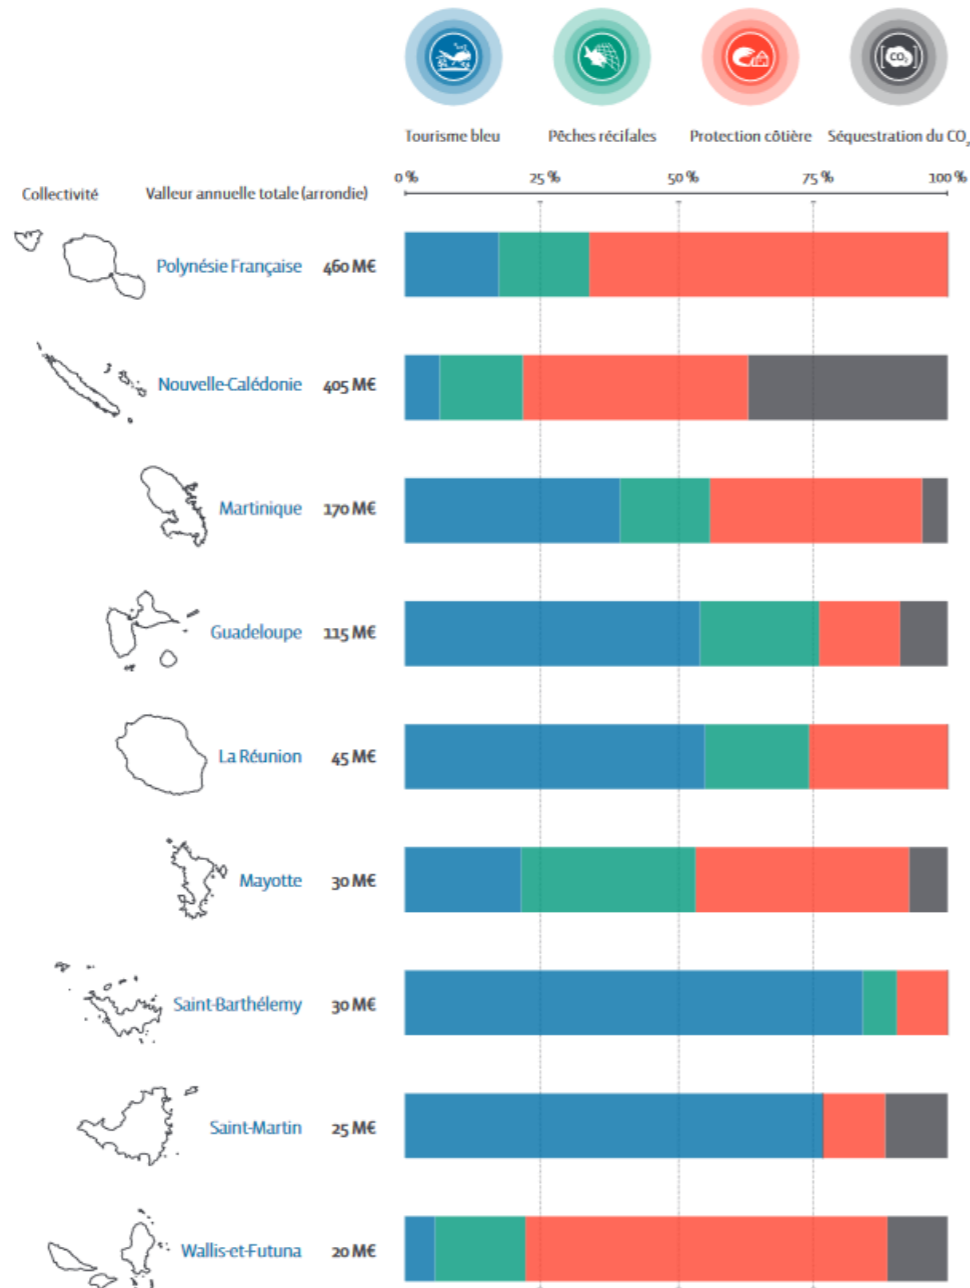 CO₂
Tourisme bleu Pêches récifales Protection côtière Séquestration du CO₂
0 % 25 % 50 % 75 % 100 %
Collectivité Valleur annuelle totale (arrondie)
Polynésie Française 460 M€
Nouvelle-Calédonie 405 M€
Martinique 170 M€
Guadeloupe 115 M€
La Réunion 45 M€
Mayotte 30 M€
Saint-Barthélemy 30 M€
Saint-Martin 25 M€
Wallis-et-Futuna 20 M€